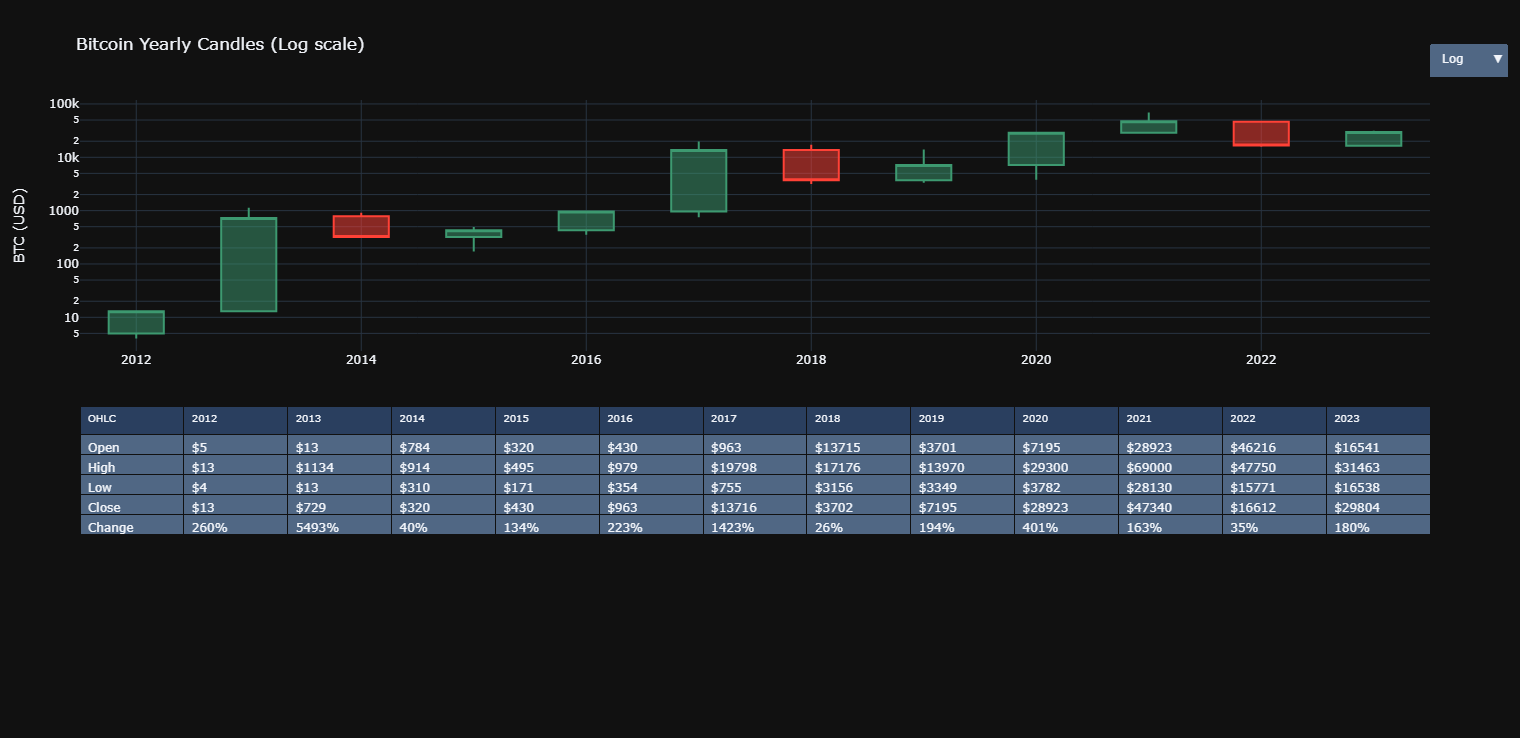 Bitcoin Yearly Candles (Log scale)
Log ▼
BTC (USD)
100k
5
2
10k
5
2
1000
5
2
100
5
2
10
5
2012 2014 2016 2018 2020 2022
OHLC 2012 2013 2014 2015 2016 2017 2018 2019 2020 2021 2022 2023
Open $5 $13 $784 $320 $430 $963 $13715 $3701 $7195 $28923 $46216 $16541
High $13 $1134 $914 $495 $979 $19798 $17176 $13970 $29300 $69000 $47750 $31463
Low $4 $13 $310 $171 $354 $755 $3156 $3349 $3782 $28130 $15771 $16538
Close $13 $729 $320 $430 $963 $13716 $3702 $7195 $28923 $47340 $16612 $29804
Change 260% 5493% 40% 134% 223% 1423% 26% 194% 401% 163% 35% 180%